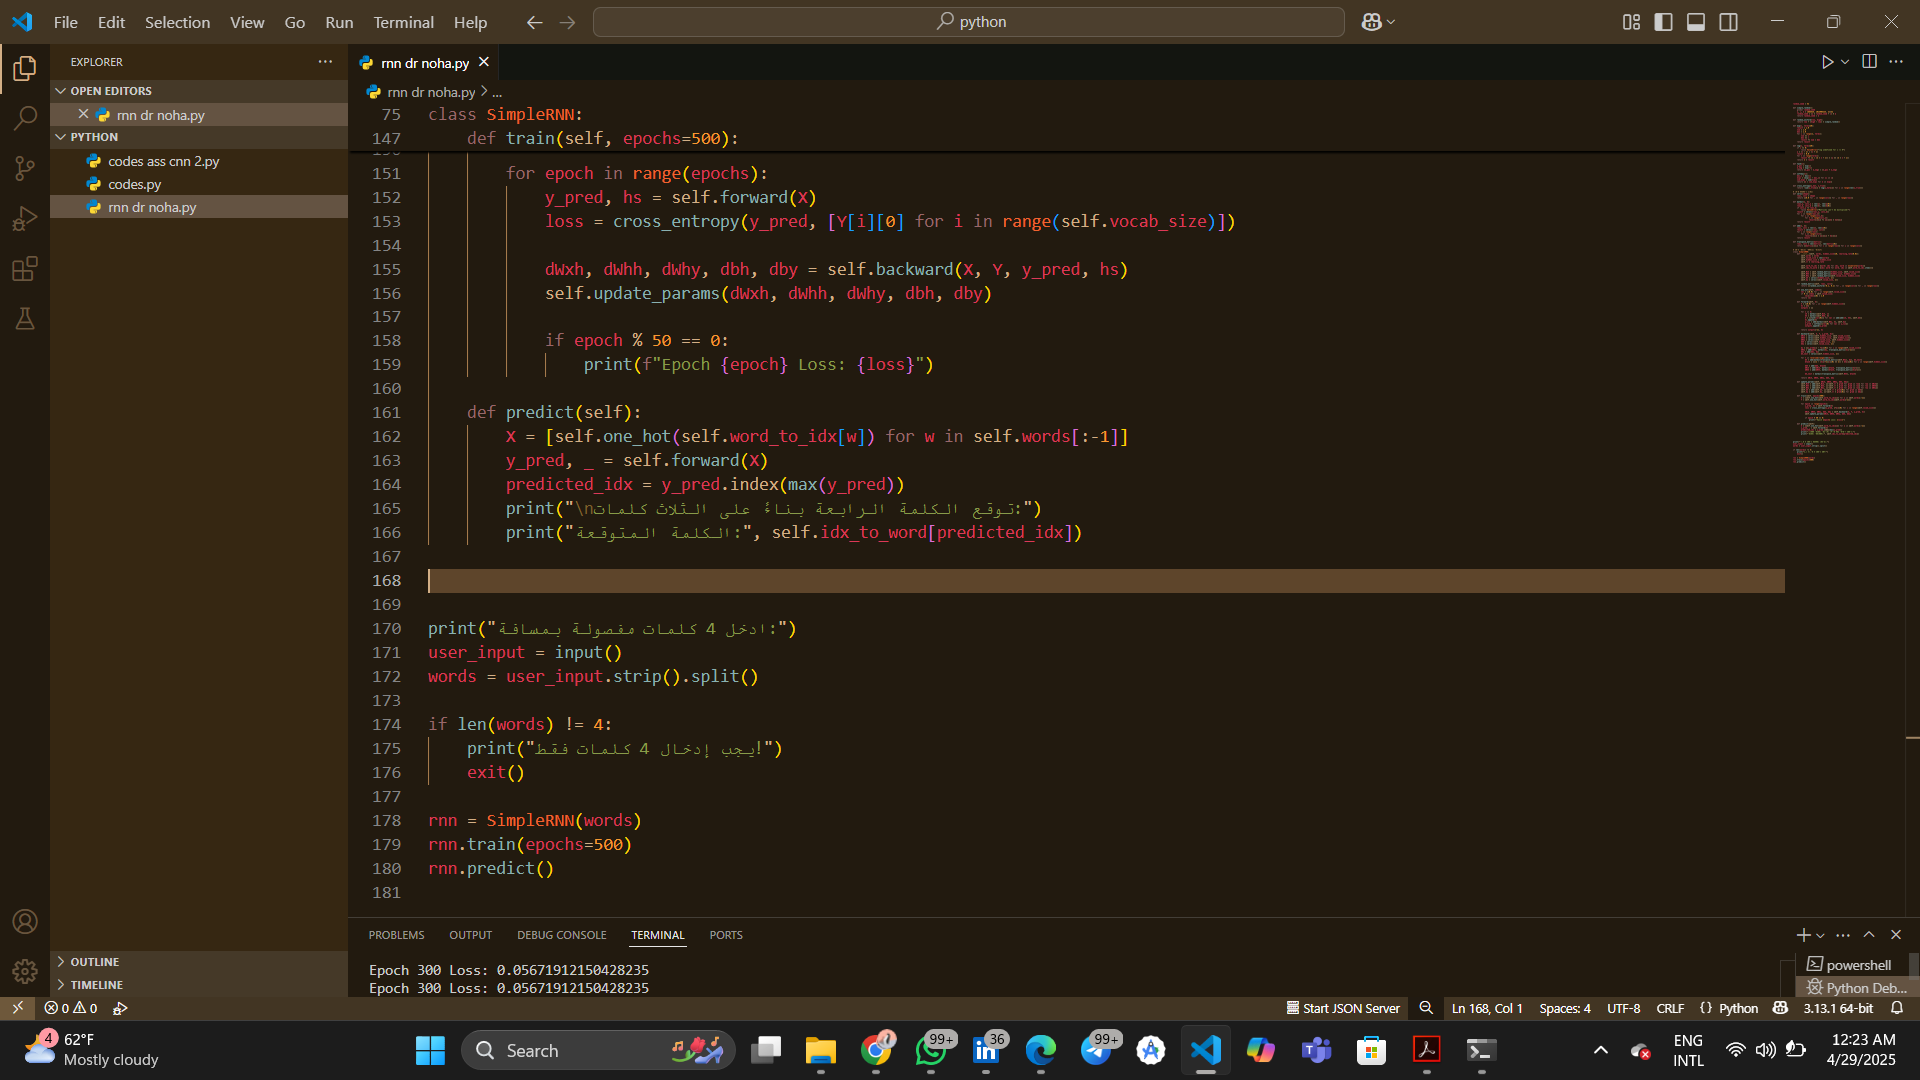 File Edit Selection View Go Run Terminal Help
python
EXPLORER
OPEN EDITORS
rnn dr noha.py
PYTHON
codes ass cnn 2.py
codes.py
rnn dr noha.py
OUTLINE
TIMELINE
rnn dr noha.py
rnn dr noha.py > ...
75 class SimpleRNN:
147 def train(self, epochs=500):
151 for epoch in range(epochs):
152 y_pred, hs = self.forward(X)
153 loss = cross_entropy(y_pred, [Y[i][0] for i in range(self.vocab_size)])
154
155 dWxh, dWhh, dWhy, dbh, dby = self.backward(X, Y, y_pred, hs)
156 self.update_params(dWxh, dWhh, dWhy, dbh, dby)
157
158 if epoch % 50 == 0:
159 print(f"Epoch {epoch} Loss: {loss}")
160
161 def predict(self):
162 X = [self.one_hot(self.word_to_idx[w]) for w in self.words[:-1]]
163 y_pred, _ = self.forward(X)
164 predicted_idx = y_pred.index(max(y_pred))
165 print("\nتوقع الكلمة الرابعة بناءً على الثلاث كلمات:")
166 print("الكلمة المتوقعة:", self.idx_to_word[predicted_idx])
167
168
169
170 print("ادخل 4 كلمات مفصولة بمسافة:")
171 user_input = input()
172 words = user_input.strip().split()
173
174 if len(words) != 4:
175 print("يجب إدخال 4 كلمات فقط!")
176 exit()
177
178 rnn = SimpleRNN(words)
179 rnn.train(epochs=500)
180 rnn.predict()
181
PROBLEMS OUTPUT DEBUG CONSOLE TERMINAL PORTS
Epoch 300 Loss: 0.05671912150428235
Epoch 300 Loss: 0.05671912150428235
powershell
Python Deb...
0 0
Start JSON Server
Ln 168, Col 1 Spaces: 4 UTF-8 CRLF {} Python 3.13.1 64-bit
4
62°F
Mostly cloudy
Search
99+
36
99+
ENG
INTL
12:23 AM
4/29/2025